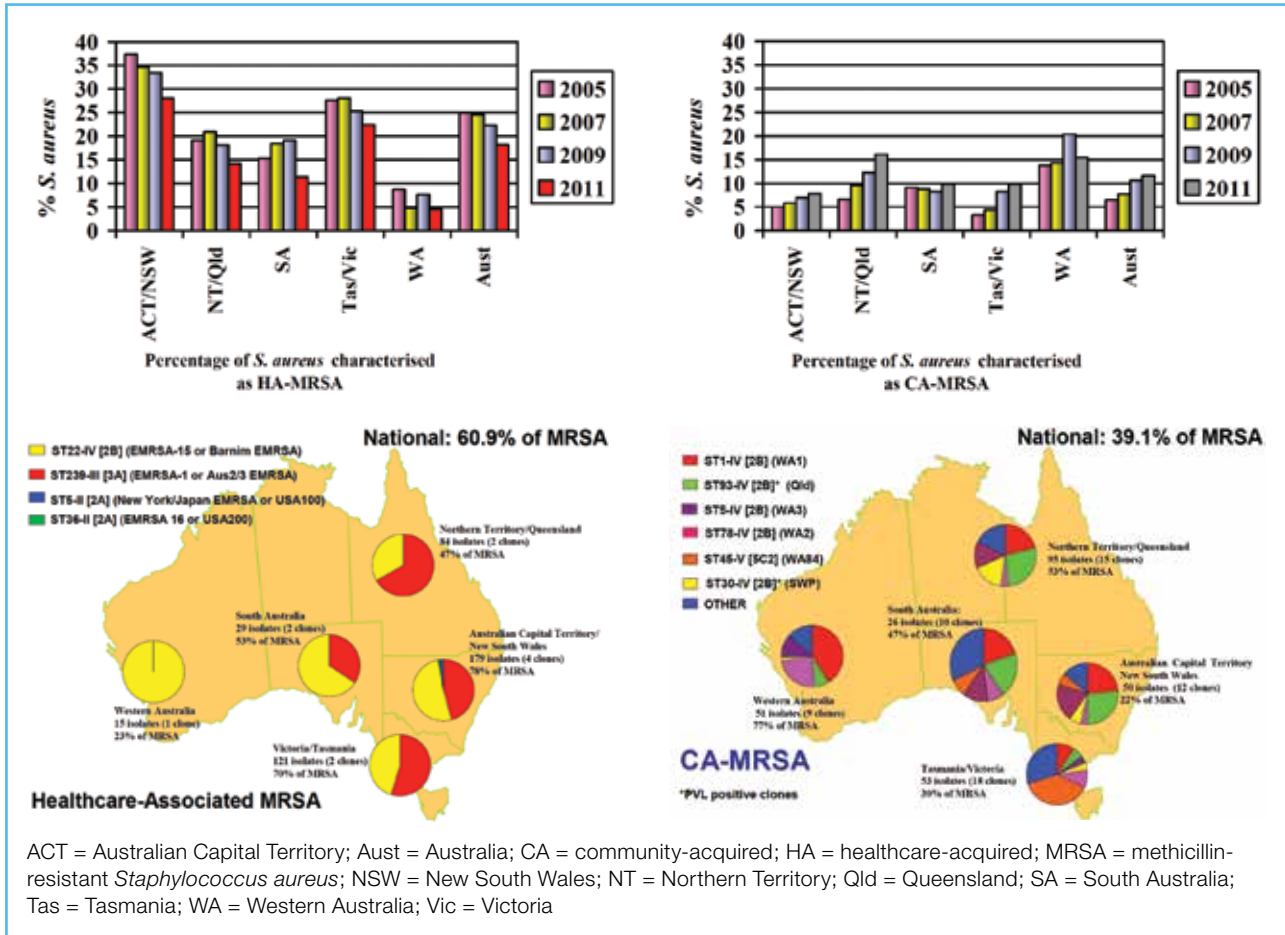 40
35
30
25
20
15
10
5
0
% S. aureus
ACT/NSW
NT/Qld
SA
Tas/Vic
WA
Aust
2005
2007
2009
2011
Percentage of S. aureus characterised
as HA-MRSA
40
35
30
25
20
15
10
5
0
% S. aureus
ACT/NSW
NT/Qld
SA
Tas/Vic
WA
Aust
2005
2007
2009
2011
Percentage of S. aureus characterised
as CA-MRSA
National: 60.9% of MRSA
ST22-IV [2B] (EMRSA-15 or Barnim EMRSA)
ST239-III [3A] (EMRSA-1 or Aus2/3 EMRSA)
ST5-II [2A] (New York/Japan EMRSA or USA100)
ST36-II [2A] (EMRSA 16 or USA200)
Northern Territory/Queensland
84 isolates (2 clones)
47% of MRSA
South Australia
29 isolates (2 clones)
53% of MRSA
Australian Capital Territory/
New South Wales
179 isolates (4 clones)
78% of MRSA
Western Australia
15 isolates (1 clone)
23% of MRSA
Victoria/Tasmania
121 isolates (2 clones)
70% of MRSA
Healthcare-Associated MRSA
National: 39.1% of MRSA
ST1-IV [2B] (WA1)
ST93-IV [2B]* (Qld)
ST5-IV [2B] (WA3)
ST78-IV [2B] (WA2)
ST45-V [5C2] (WA84)
ST30-IV [2B]* (SWP)
OTHER
Northern Territory/Queensland
95 isolates (15 clones)
53% of MRSA
South Australia:
26 isolates (10 clones)
47% of MRSA
Australian Capital Territory
New South Wales
50 isolates (12 clones)
22% of MRSA
Western Australia
51 isolates (9 clones)
77% of MRSA
Tasmania/Victoria
53 isolates (18 clones)
30% of MRSA
CA-MRSA
*PVL positive clones
ACT = Australian Capital Territory; Aust = Australia; CA = community-acquired; HA = healthcare-acquired; MRSA = methicillin-
resistant Staphylococcus aureus; NSW = New South Wales; NT = Northern Territory; Qld = Queensland; SA = South Australia;
Tas = Tasmania; WA = Western Australia; Vic = Victoria